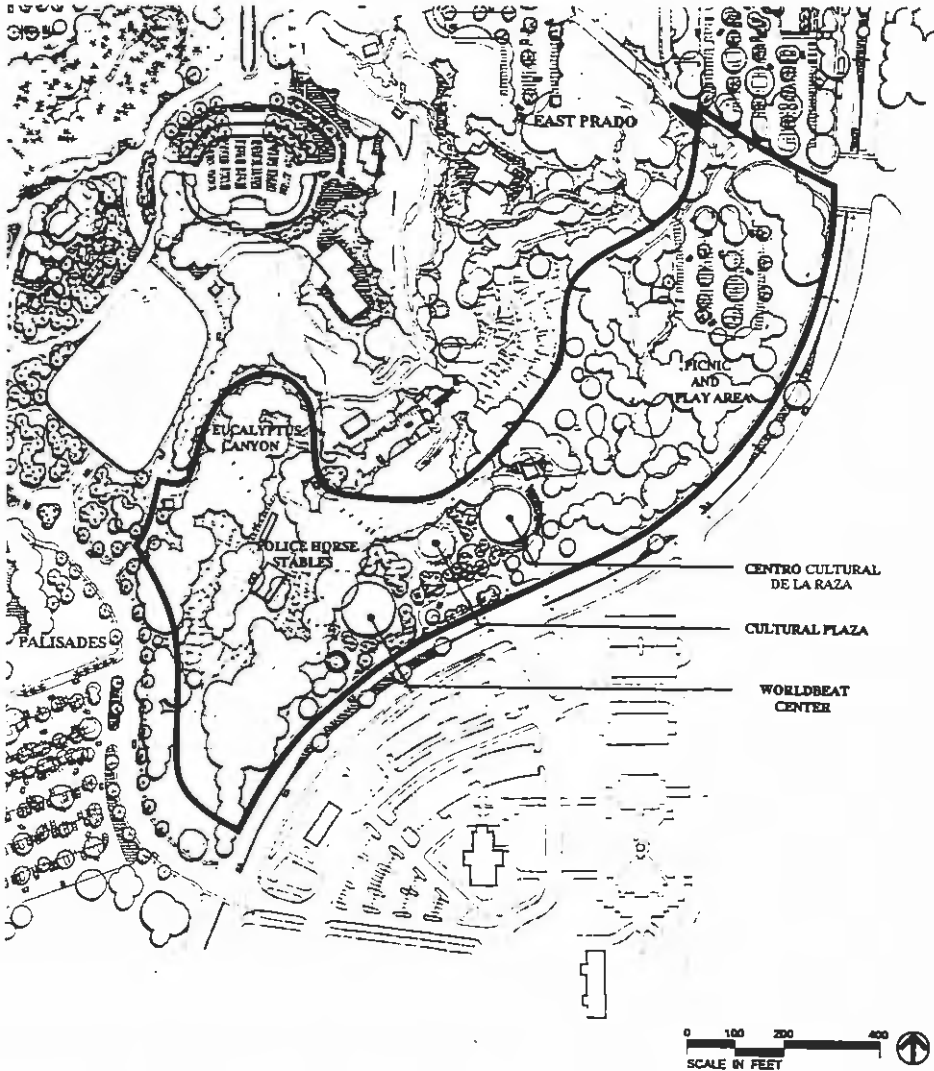 EAST PRADO
PICNIC
AND
PLAY AREA
EUCALYPTUS
CANYON
POLICE HORSE
STABLES
CENTRO CULTURAL
DE LA RAZA
CULTURAL PLAZA
PALISADES
WORLDBEAT
CENTER
0 100 200 400
SCALE IN FEET